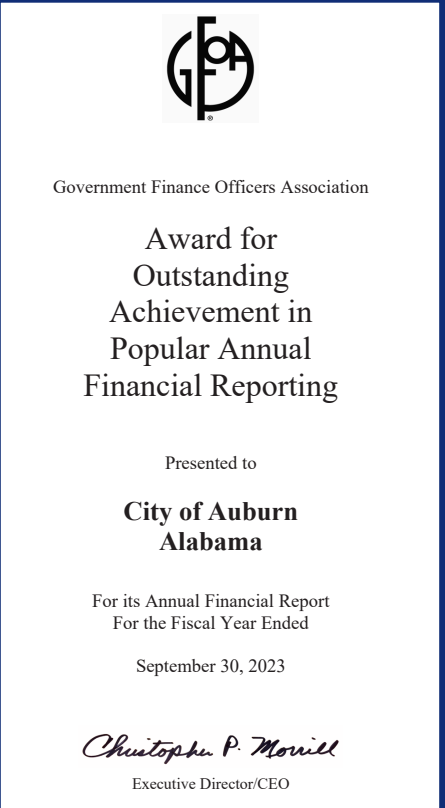 GFOA
®
Government Finance Officers Association
Award for
Outstanding
Achievement in
Popular Annual
Financial Reporting
Presented to
City of Auburn
Alabama
For its Annual Financial Report
For the Fiscal Year Ended
September 30, 2023
Christopher P. Morrill
Executive Director/CEO